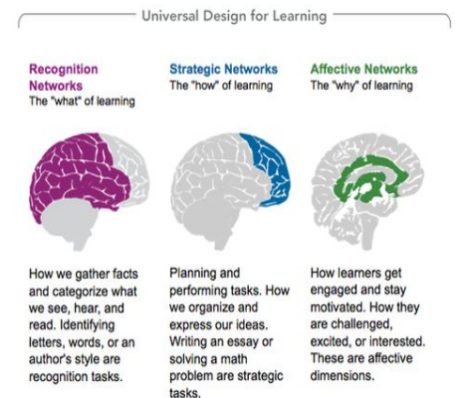 Universal Design for Learning
Recognition
Networks
The "what" of learning
How we gather facts
and categorize what
we see, hear, and
read. Identifying
letters, words, or an
author's style are
recognition tasks.
Strategic Networks
The "how" of learning
Planning and
performing tasks. How
we organize and
express our ideas.
Writing an essay or
solving a math
problem are strategic
tasks.
Affective Networks
The "why" of learning
How learners get
engaged and stay
motivated. How they
are challenged,
excited, or interested.
These are affective
dimensions.